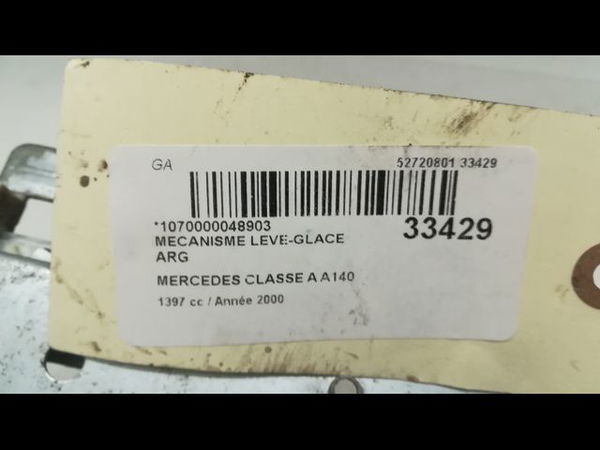 GA 52720801 33429
*1070000048903 33429
MECANISME LEVE-GLACE
ARG
MERCEDES CLASSE A A140
1397 cc / Année 2000